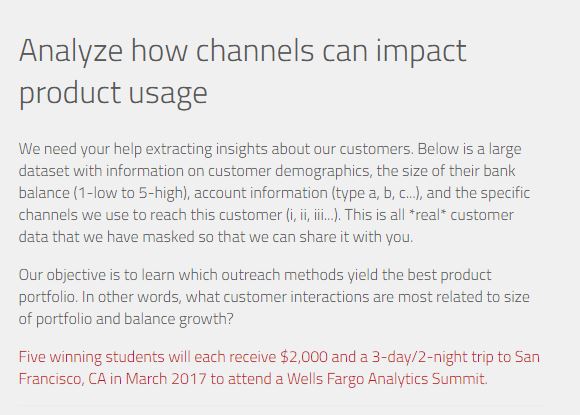 Analyze how channels can impact
product usage
We need your help extracting insights about our customers. Below is a large
dataset with information on customer demographics, the size of their bank
balance (1-low to 5-high), account information (type a, b, c...), and the specific
channels we use to reach this customer (i, ii, iii...). This is all *real* customer
data that we have masked so that we can share it with you.
Our objective is to learn which outreach methods yield the best product
portfolio. In other words, what customer interactions are most related to size
of portfolio and balance growth?
Five winning students will each receive $2,000 and a 3-day/2-night trip to San
Francisco, CA in March 2017 to attend a Wells Fargo Analytics Summit.